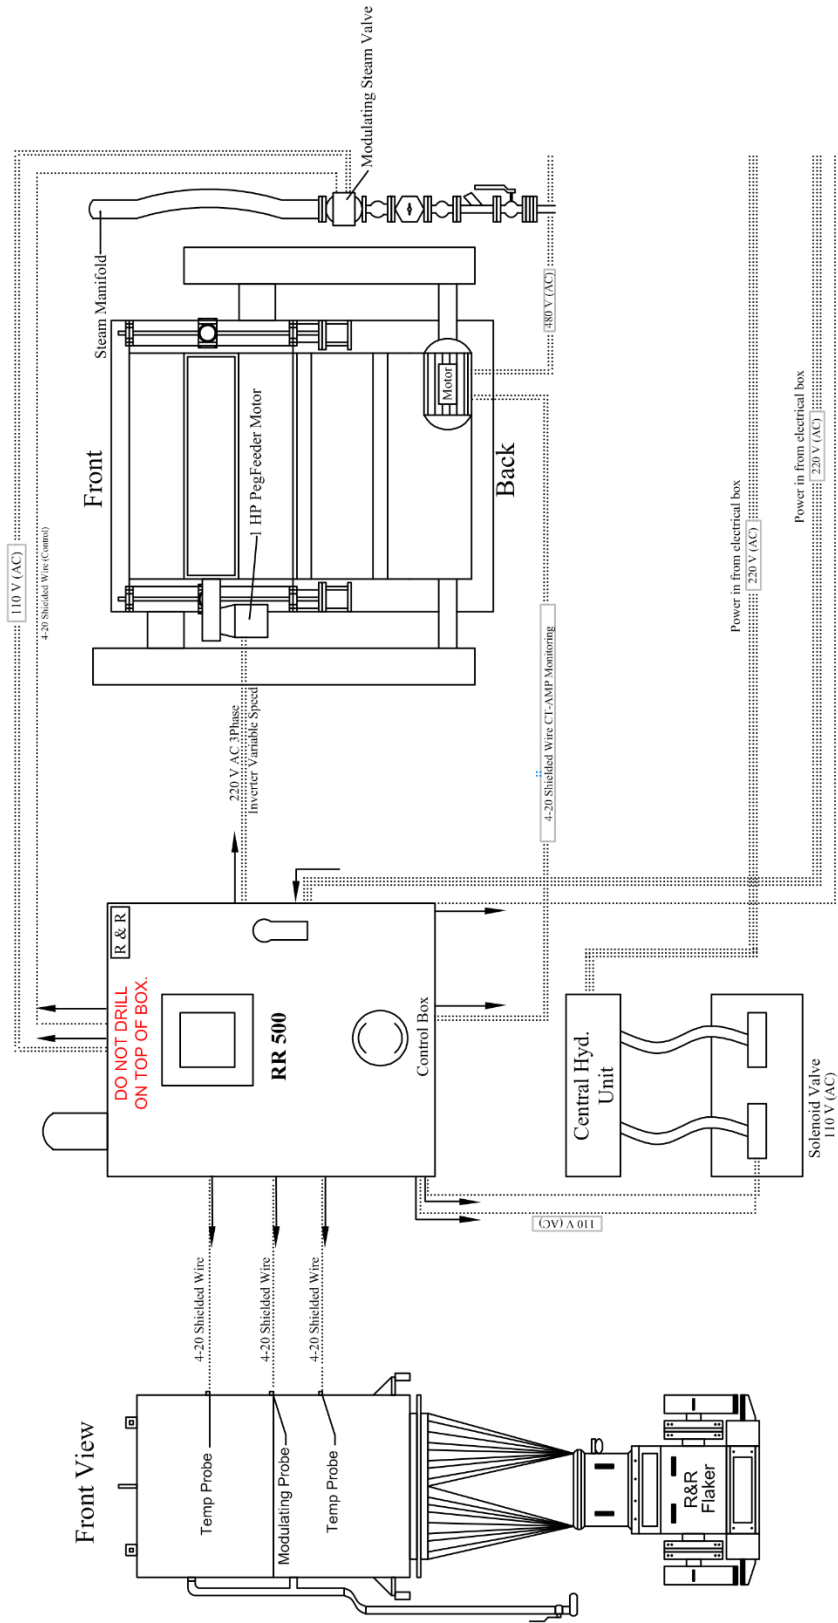 Front View
Temp Probe
Modulating Probe
Temp Probe
R&R
Flaker
4-20 Shielded Wire
4-20 Shielded Wire
4-20 Shielded Wire
R & R
DO NOT DRILL
ON TOP OF BOX.
RR 500
Control Box
110 V (AC)
Central Hyd.
Unit
Solenoid Valve
110 V (AC)
110 V (AC)
4-20 Shielded Wire (Control)
220 V AC 3Phase
Inverter Variable Speed
4-20 Shielded Wire CT-AMP Monitoring
Front
1 HP PegFeeder Motor
Back
Motor
Steam Manifold
Modulating Steam Valve
480 V (AC)
Power in from electrical box
220 V (AC)
Power in from electrical box
220 V (AC)